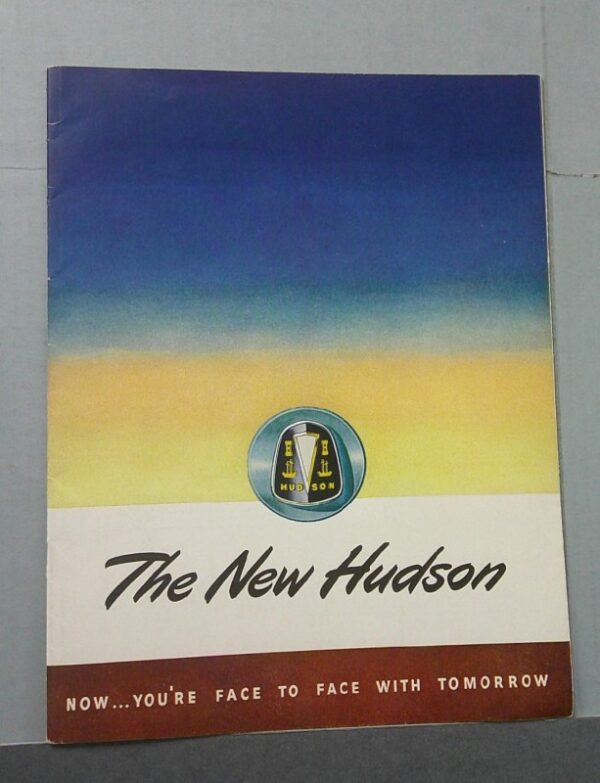 HUDSON
The New Hudson
NOW...YOU'RE FACE TO FACE WITH TOMORROW